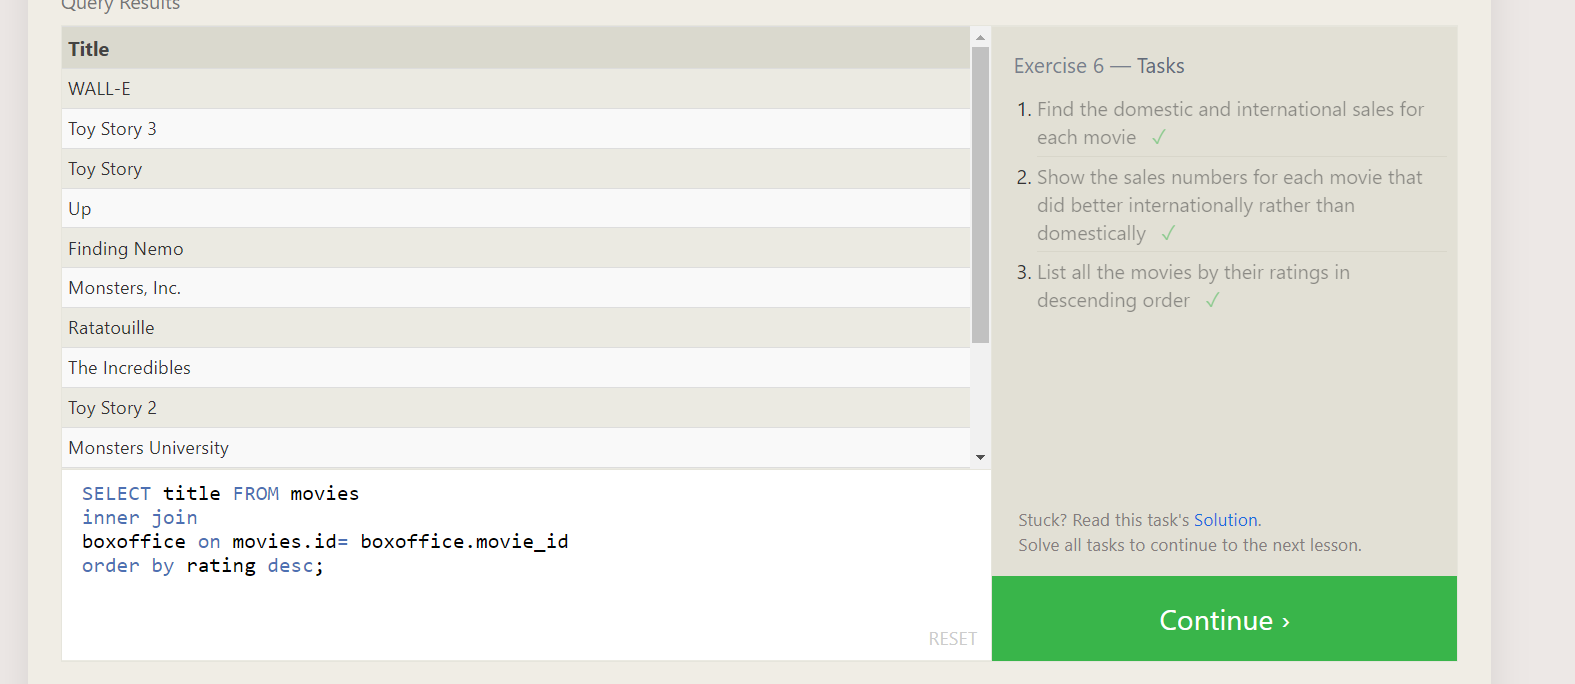 Query Results
Title
WALL-E
Toy Story 3
Toy Story
Up
Finding Nemo
Monsters, Inc.
Ratatouille
The Incredibles
Toy Story 2
Monsters University
SELECT title FROM movies
inner join
boxoffice on movies.id= boxoffice.movie_id
order by rating desc;
RESET
Exercise 6 — Tasks
1. Find the domestic and international sales for
each movie ✓
2. Show the sales numbers for each movie that
did better internationally rather than
domestically ✓
3. List all the movies by their ratings in
descending order ✓
Stuck? Read this task's Solution.
Solve all tasks to continue to the next lesson.
Continue ›